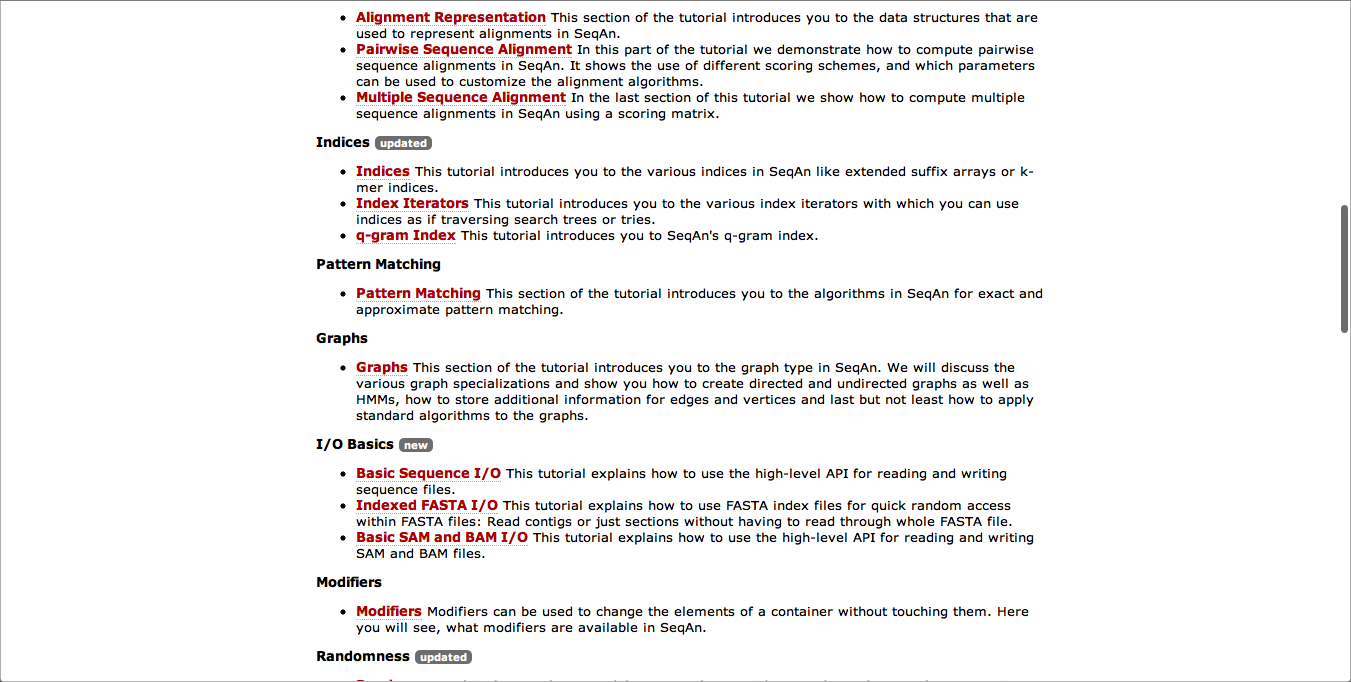 Alignment Representation This section of the tutorial introduces you to the data structures that are
used to represent alignments in SeqAn.
Pairwise Sequence Alignment In this part of the tutorial we demonstrate how to compute pairwise
sequence alignments in SeqAn. It shows the use of different scoring schemes, and which parameters
can be used to customize the alignment algorithms.
Multiple Sequence Alignment In the last section of this tutorial we show how to compute multiple
sequence alignments in SeqAn using a scoring matrix.
Indices updated
Indices This tutorial introduces you to the various indices in SeqAn like extended suffix arrays or k-
mer indices.
Index Iterators This tutorial introduces you to the various index iterators with which you can use
indices as if traversing search trees or tries.
q-gram Index This tutorial introduces you to SeqAn's q-gram index.
Pattern Matching
Pattern Matching This section of the tutorial introduces you to the algorithms in SeqAn for exact and
approximate pattern matching.
Graphs
Graphs This section of the tutorial introduces you to the graph type in SeqAn. We will discuss the
various graph specializations and show you how to create directed and undirected graphs as well as
HMMs, how to store additional information for edges and vertices and last but not least how to apply
standard algorithms to the graphs.
I/O Basics new
Basic Sequence I/O This tutorial explains how to use the high-level API for reading and writing
sequence files.
Indexed FASTA I/O This tutorial explains how to use FASTA index files for quick random access
within FASTA files: Read contigs or just sections without having to read through whole FASTA file.
Basic SAM and BAM I/O This tutorial explains how to use the high-level API for reading and writing
SAM and BAM files.
Modifiers
Modifiers Modifiers can be used to change the elements of a container without touching them. Here
you will see, what modifiers are available in SeqAn.
Randomness updated